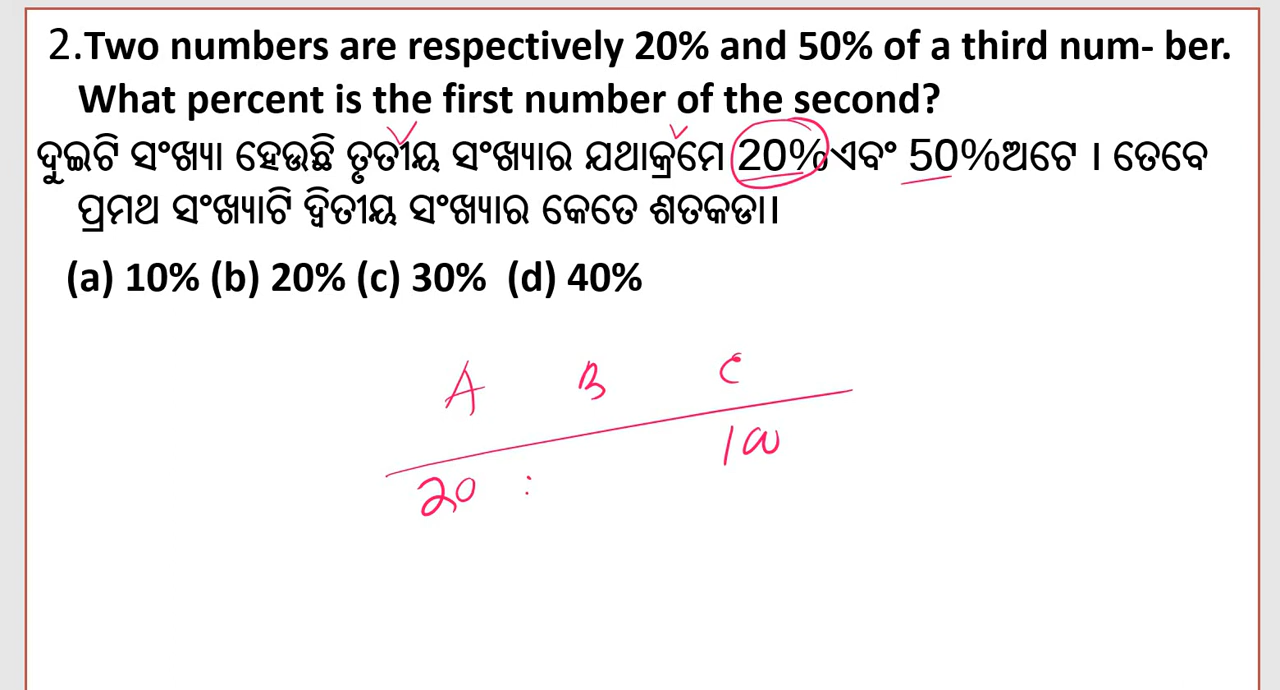 2.Two numbers are respectively 20% and 50% of a third num- ber.
What percent is the first number of the second?
ଦୁଇଟି ସଂଖ୍ୟା ହେଉଛି ତୃତୀୟ ସଂଖ୍ୟାର ଯଥାକ୍ରମେ 20%ଏବଂ 50%ଅଟେ । ତେବେ
ପ୍ରମଥ ସଂଖ୍ୟାଟି ଦ୍ଵିତୀୟ ସଂଖ୍ୟାର କେତେ ଶତକଡା।
(a) 10% (b) 20% (c) 30% (d) 40%
A B C
100
20 :